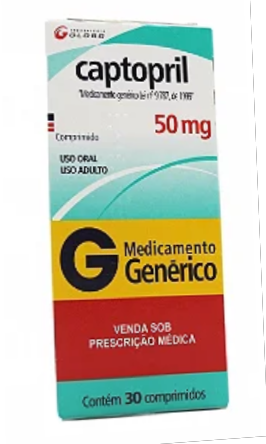 GLOBO
captopril
"Medicamento genérico Lei nº 9.787, de 1999"
50 mg
Comprimido
USO ORAL
USO ADULTO
G Medicamento
Genérico
VENDA SOB
PRESCRIÇÃO MÉDICA
Contém 30 comprimidos